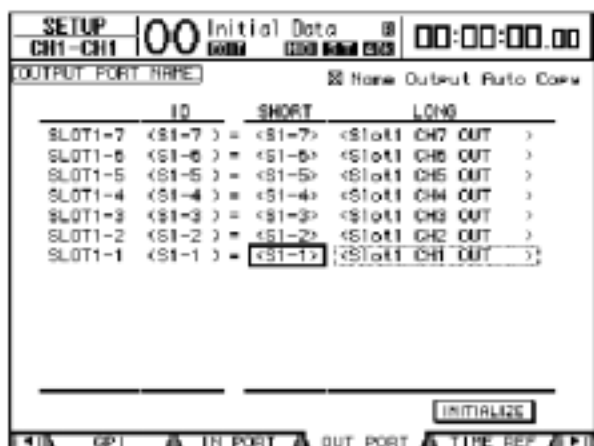 SETUP
CH1-CH1
00 Initial Data
EDIT
00:00:00.00
OUTPUT PORT NAME
Name Output Auto Copy
ID SHORT LONG
SLOT1-7 <S1-7 > = <S1-7> <Slot1 CH7 OUT >
SLOT1-6 <S1-6 > = <S1-6> <Slot1 CH6 OUT >
SLOT1-5 <S1-5 > = <S1-5> <Slot1 CH5 OUT >
SLOT1-4 <S1-4 > = <S1-4> <Slot1 CH4 OUT >
SLOT1-3 <S1-3 > = <S1-3> <Slot1 CH3 OUT >
SLOT1-2 <S1-2 > = <S1-2> <Slot1 CH2 OUT >
SLOT1-1 <S1-1 > = <S1-1> <Slot1 CH1 OUT >
INITIALIZE
GPI IN PORT OUT PORT TIME REF